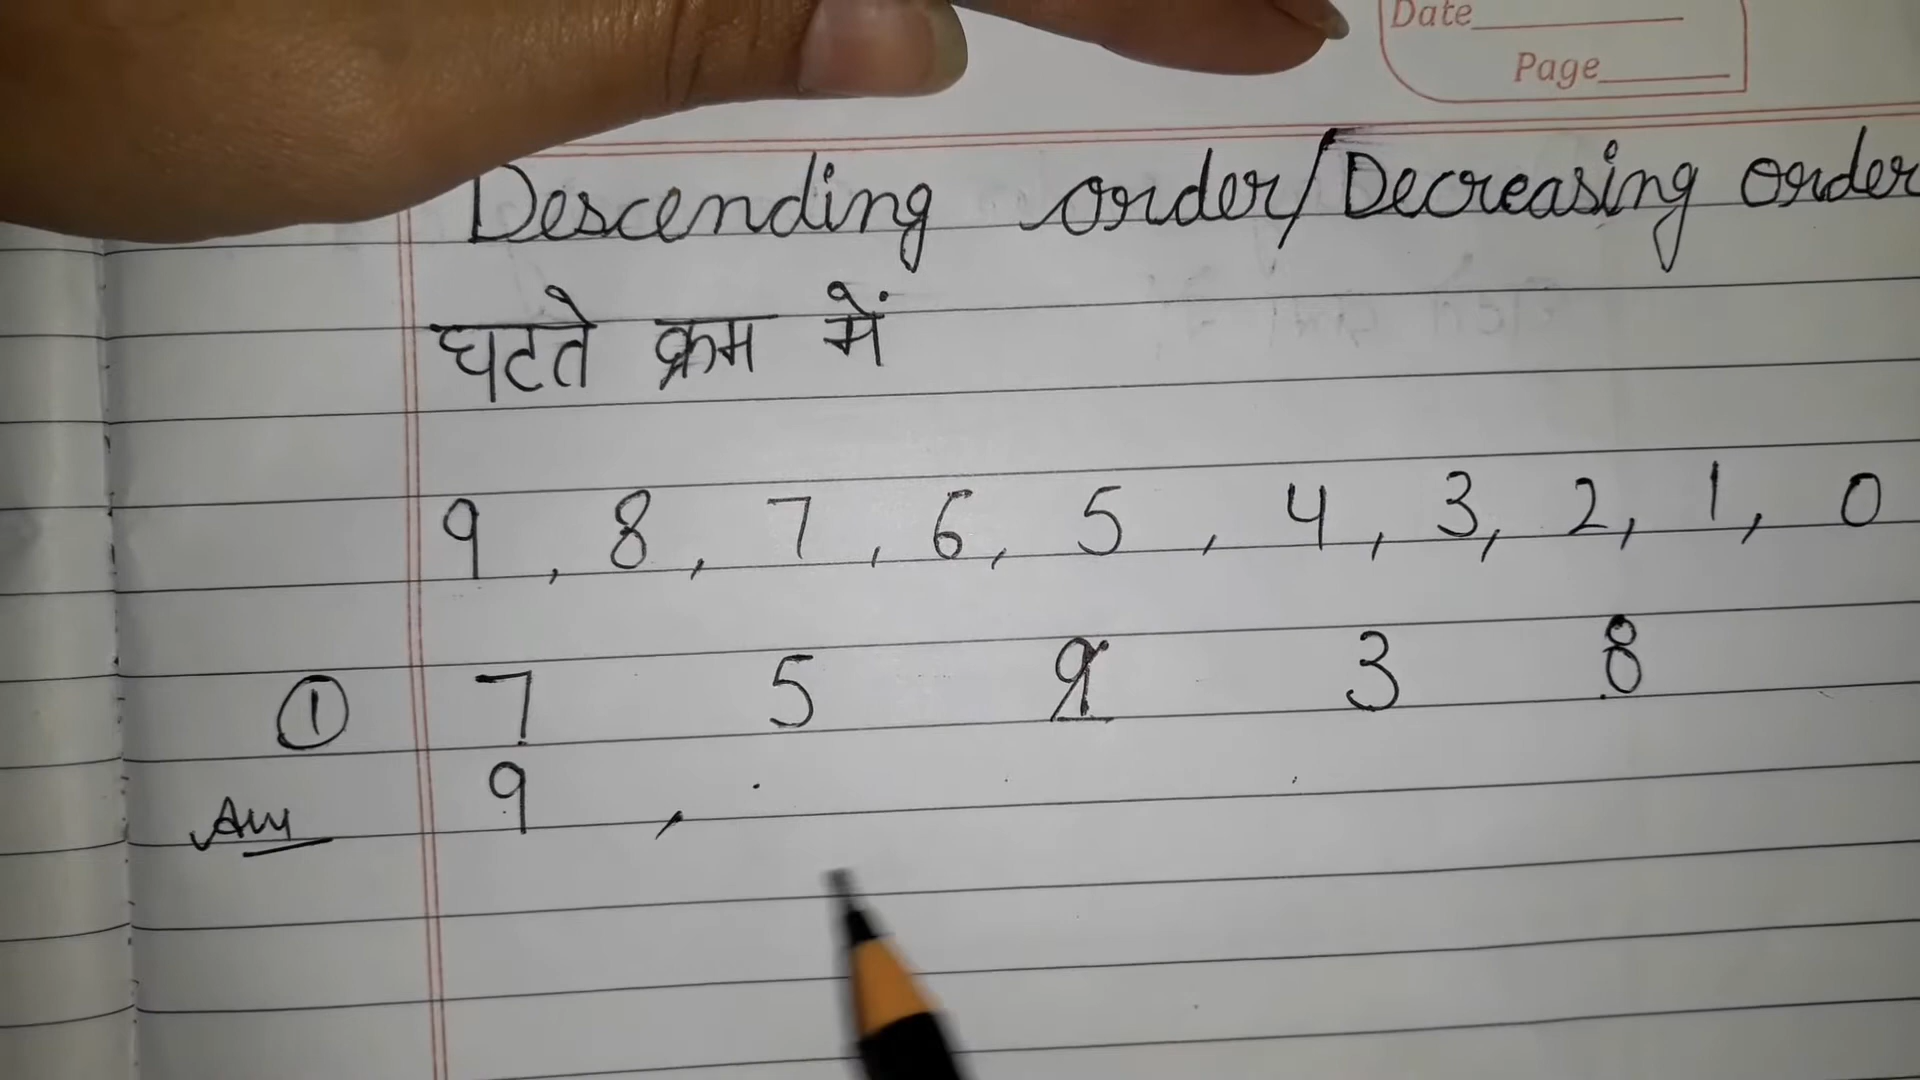 Date
Page
Descending order/Decreasing order
घटते क्रम में
9, 8, 7, 6, 5, 4, 3, 2, 1, 0
① 7 5 9 3 8
Ans 9,